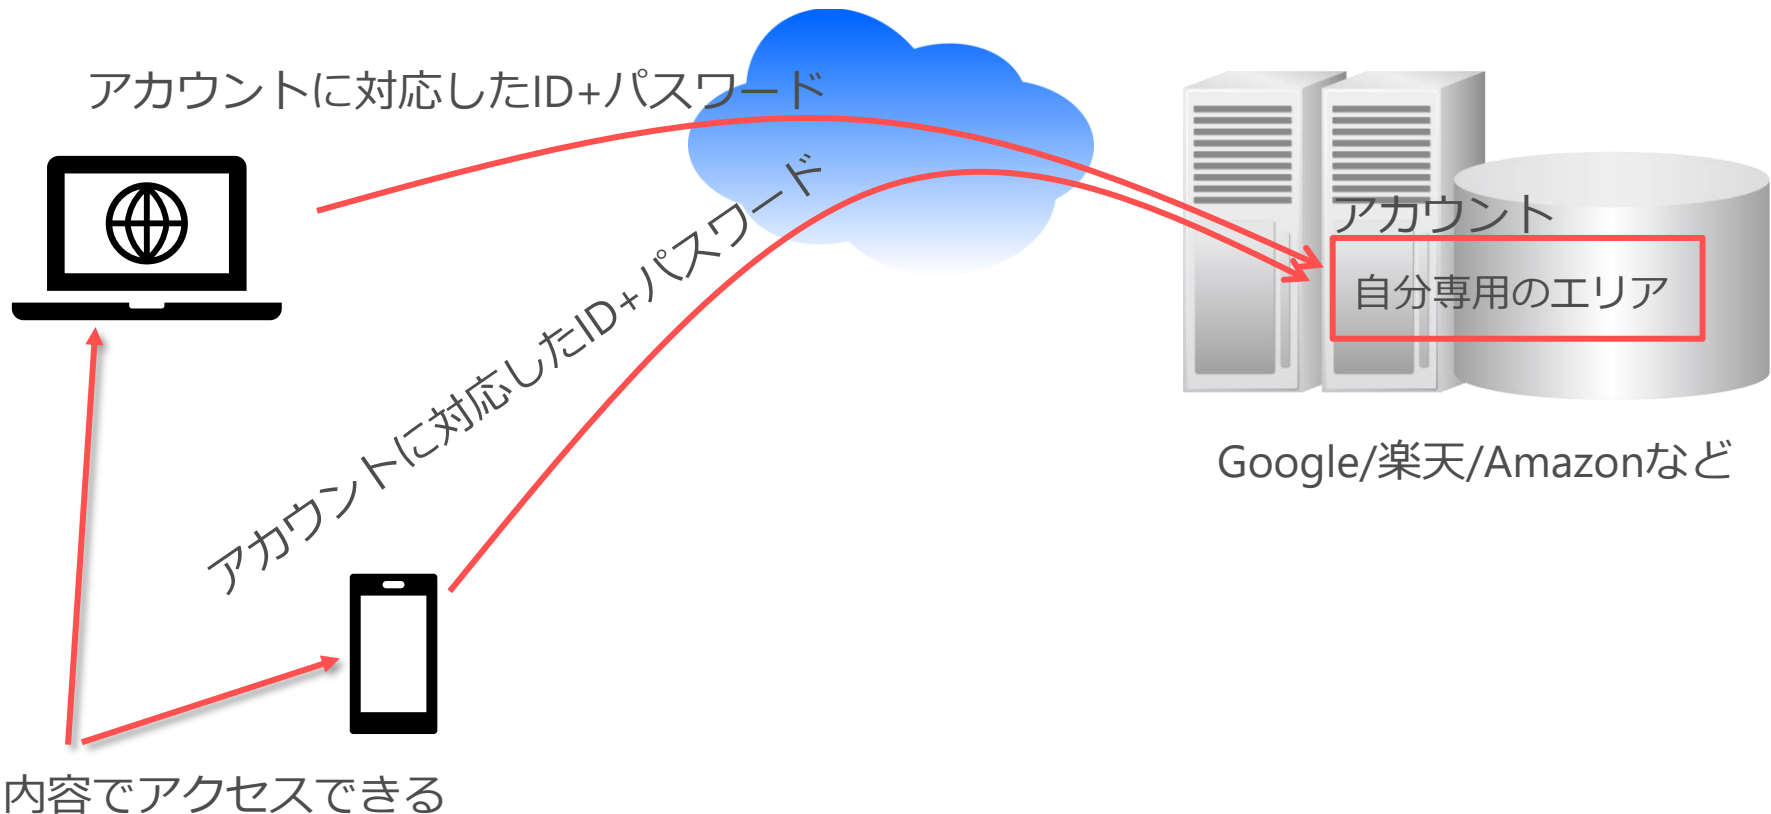 アカウントに対応したID+パスワード
アカウントに対応したID+パスワード
アカウント
自分専用のエリア
Google/楽天/Amazonなど
内容でアクセスできる